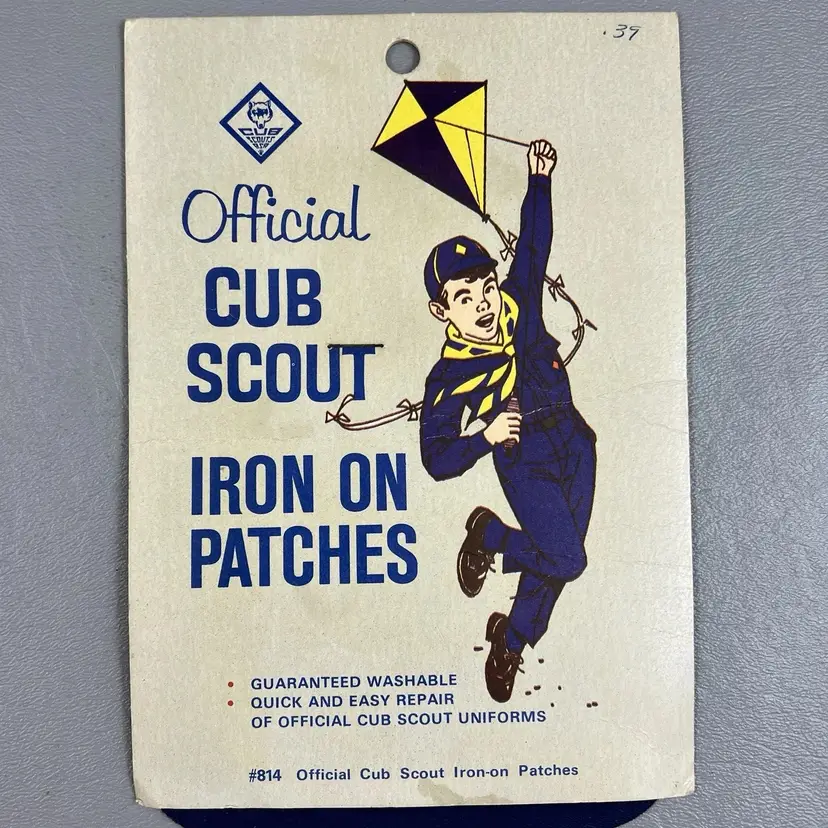 .39
CUB
SCOUTS
BSA
Official
CUB
SCOUT
IRON ON
PATCHES
• GUARANTEED WASHABLE
• QUICK AND EASY REPAIR
OF OFFICIAL CUB SCOUT UNIFORMS
#814 Official Cub Scout Iron-on Patches